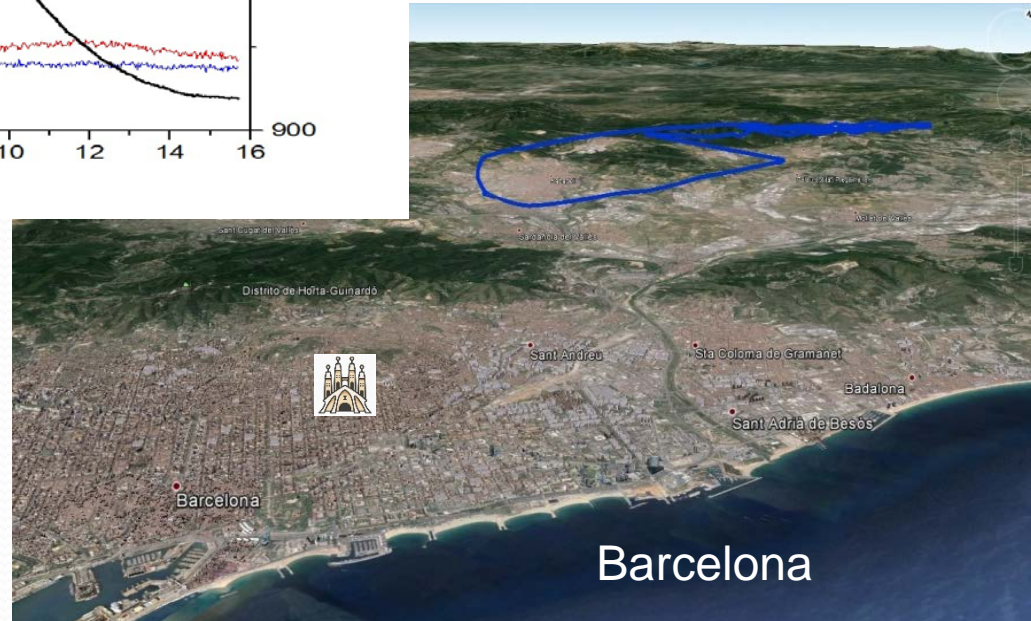 900
10 12 14 16
Sant Cugat del Vallès
Distrito de Horta-Guinardó
Sant Andreu
Sta Coloma de Gramanet
Badalona
Sant Adrià de Besòs
Barcelona
Barcelona